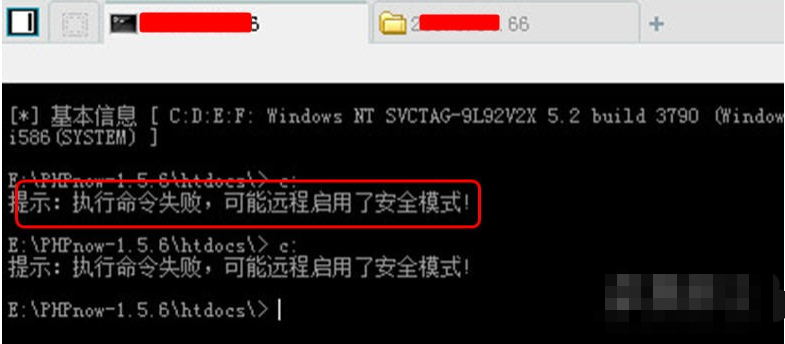 6
2 .66
[*] 基本信息 [ C:D:E:F: Windows NT SVCTAG-9L92V2X 5.2 build 3790 (Window
i586(SYSTEM) ]
E:\PHPnow-1.5.6\htdocs\> c:
提示: 执行命令失败, 可能远程启用了安全模式!
E:\PHPnow-1.5.6\htdocs\> c:
提示: 执行命令失败, 可能远程启用了安全模式!
E:\PHPnow-1.5.6\htdocs\>